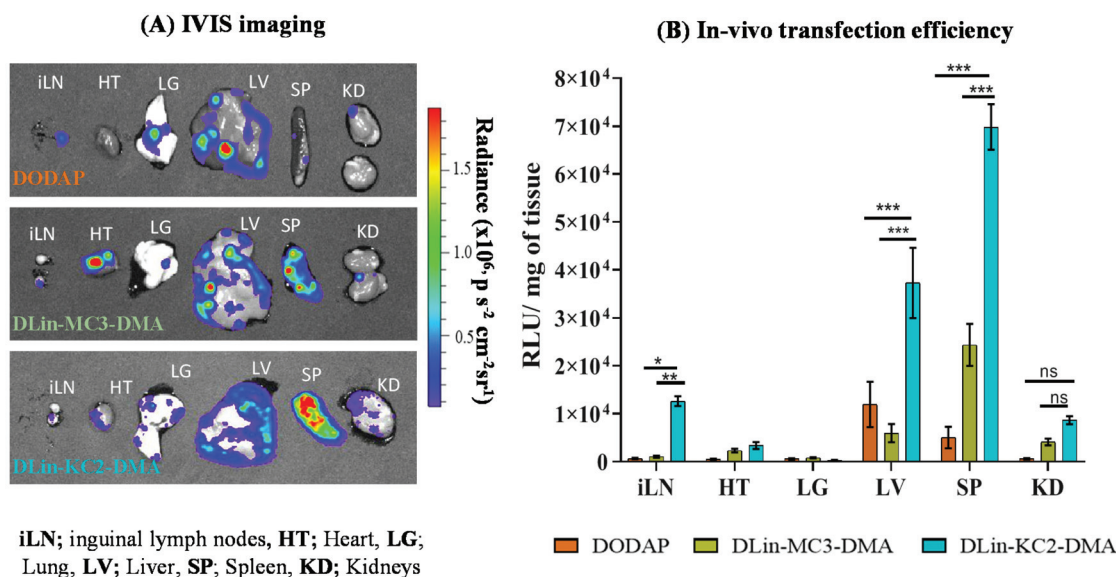 (A) IVIS imaging
iLN HT LG LV SP KD
DODAP
iLN HT LG LV SP KD
DLin-MC3-DMA
iLN HT LG LV SP KD
DLin-KC2-DMA
1.5
1.0
0.5
Radiance (x10⁶, p s⁻² cm⁻²sr¹)
iLN; inguinal lymph nodes, HT; Heart, LG;
Lung, LV; Liver, SP; Spleen, KD; Kidneys
(B) In-vivo transfection efficiency
RLU/ mg of tissue
8×10⁴
7×10⁴
6×10⁴
5×10⁴
4×10⁴
3×10⁴
2×10⁴
1×10⁴
0
* **
*** ***
*** ***
ns
ns
iLN HT LG LV SP KD
DODAP DLin-MC3-DMA DLin-KC2-DMA